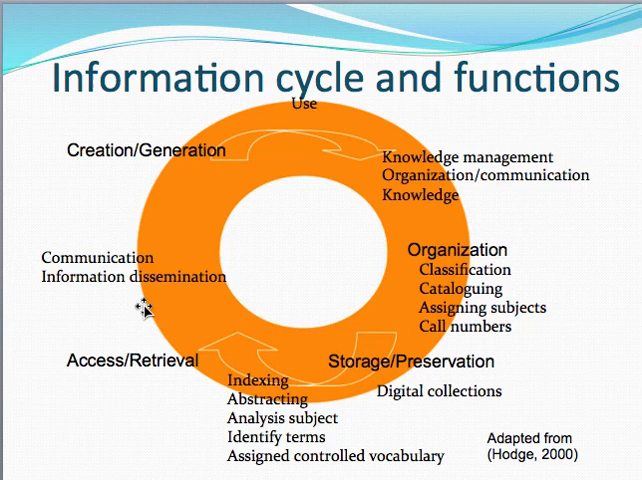 Information cycle and functions
Use
Creation/Generation
Knowledge management
Organization/communication
Knowledge
Organization
Classification
Cataloguing
Assigning subjects
Call numbers
Communication
Information dissemination
Access/Retrieval
Storage/Preservation
Digital collections
Indexing
Abstracting
Analysis subject
Identify terms
Assigned controlled vocabulary
Adapted from
(Hodge, 2000)